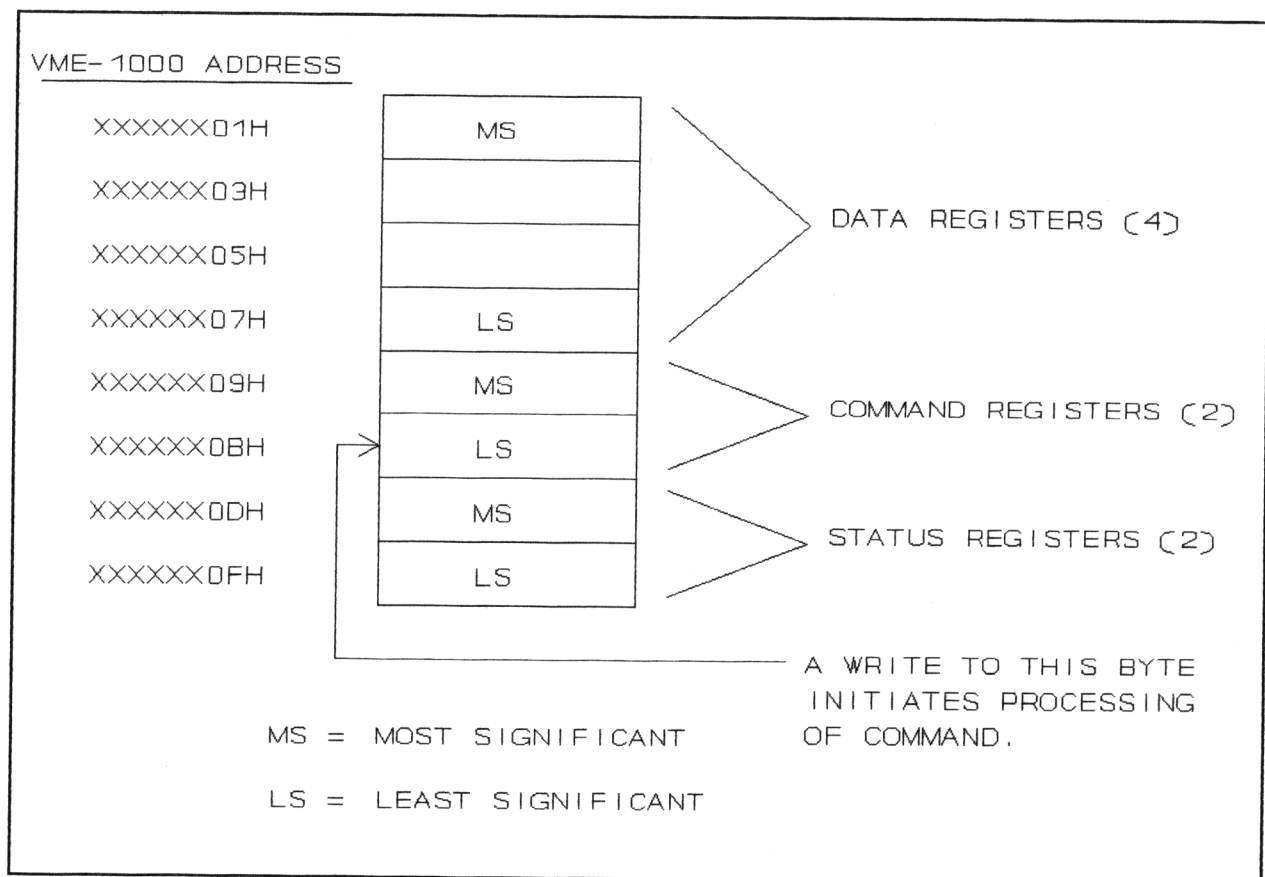 VME-1000 ADDRESS
XXXXXX01H MS
XXXXXX03H
XXXXXX05H
DATA REGISTERS (4)
XXXXXX07H LS
XXXXXX09H MS
COMMAND REGISTERS (2)
XXXXXX0BH LS
XXXXXX0DH MS
STATUS REGISTERS (2)
XXXXXX0FH LS
A WRITE TO THIS BYTE
INITIATES PROCESSING
OF COMMAND.
MS = MOST SIGNIFICANT
LS = LEAST SIGNIFICANT